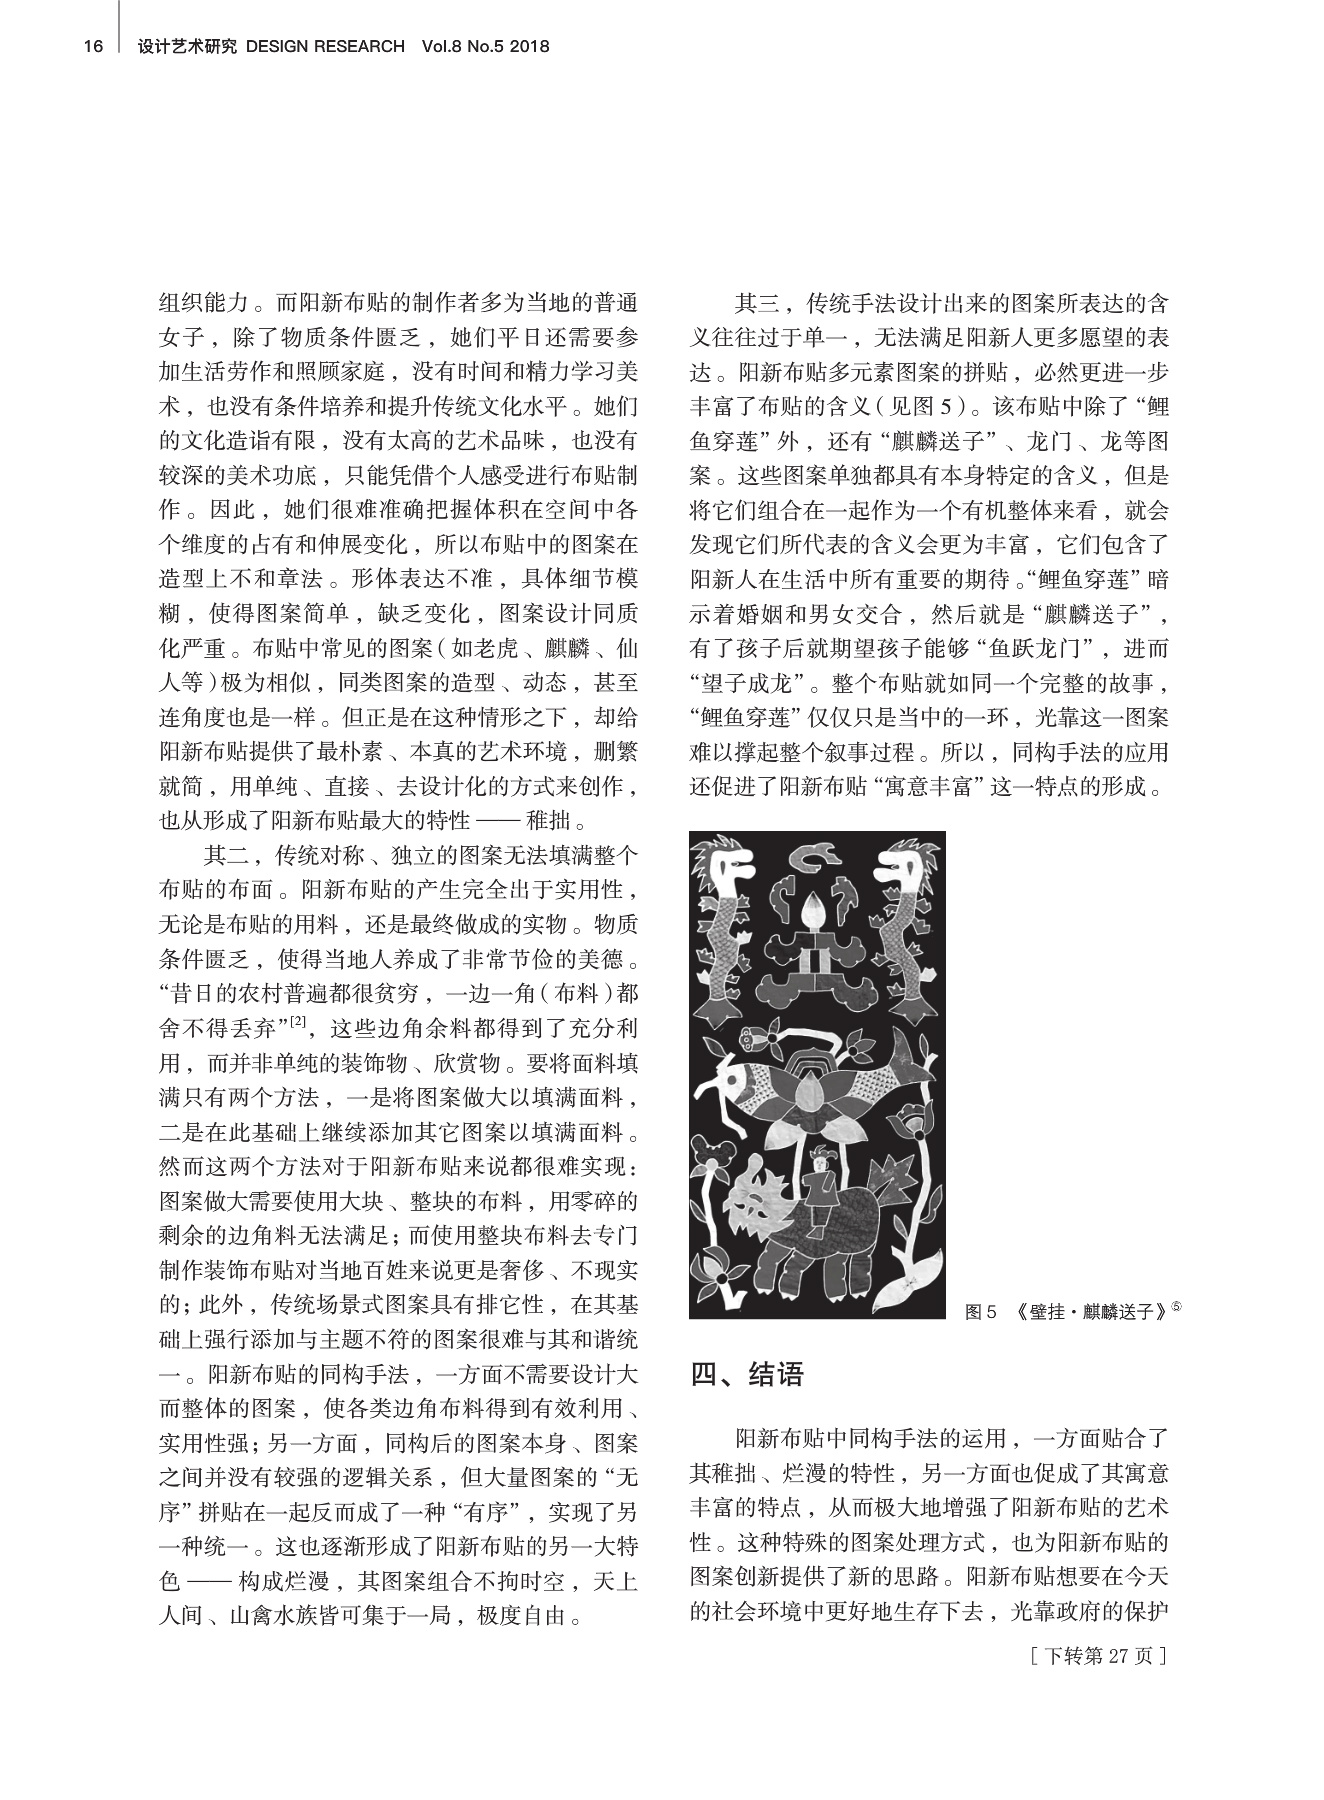 16 设计艺术研究 DESIGN RESEARCH Vol.8 No.5 2018
组织能力。而阳新布贴的制作者多为当地的普通
女子，除了物质条件匮乏，她们平日还需要参
加生活劳作和照顾家庭，没有时间和精力学习美
术，也没有条件培养和提升传统文化水平。她们
的文化造诣有限，没有太高的艺术品味，也没有
较深的美术功底，只能凭借个人感受进行布贴制
作。因此，她们很难准确把握体积在空间中各
个维度的占有和伸展变化，所以布贴中的图案在
造型上不和章法。形体表达不准，具体细节模
糊，使得图案简单，缺乏变化，图案设计同质
化严重。布贴中常见的图案（如老虎、麒麟、仙
人等）极为相似，同类图案的造型、动态，甚至
连角度也是一样。但正是在这种情形之下，却给
阳新布贴提供了最朴素、本真的艺术环境，删繁
就简，用单纯、直接、去设计化的方式来创作，
也从形成了阳新布贴最大的特性——稚拙。
其二，传统对称、独立的图案无法填满整个
布贴的布面。阳新布贴的产生完全出于实用性，
无论是布贴的用料，还是最终做成的实物。物质
条件匮乏，使得当地人养成了非常节俭的美德。
“昔日的农村普遍都很贫穷，一边一角（布料）都
舍不得丢弃”[2]，这些边角余料都得到了充分利
用，而并非单纯的装饰物、欣赏物。要将面料填
满只有两个方法，一是将图案做大以填满面料，
二是在此基础上继续添加其它图案以填满面料。
然而这两个方法对于阳新布贴来说都很难实现：
图案做大需要使用大块、整块的布料，用零碎的
剩余的边角料无法满足；而使用整块布料去专门
制作装饰布贴对当地百姓来说更是奢侈、不现实
的；此外，传统场景式图案具有排它性，在其基
础上强行添加与主题不符的图案很难与其和谐统
一。阳新布贴的同构手法，一方面不需要设计大
而整体的图案，使各类边角布料得到有效利用、
实用性强；另一方面，同构后的图案本身、图案
之间并没有较强的逻辑关系，但大量图案的“无
序”拼贴在一起反而成了一种“有序”，实现了另
一种统一。这也逐渐形成了阳新布贴的另一大特
色——构成烂漫，其图案组合不拘时空，天上
人间、山禽水族皆可集于一局，极度自由。
其三，传统手法设计出来的图案所表达的含
义往往过于单一，无法满足阳新人更多愿望的表
达。阳新布贴多元素图案的拼贴，必然更进一步
丰富了布贴的含义（见图 5）。该布贴中除了“鲤
鱼穿莲”外，还有“麒麟送子”、龙门、龙等图
案。这些图案单独都具有本身特定的含义，但是
将它们组合在一起作为一个有机整体来看，就会
发现它们所代表的含义会更为丰富，它们包含了
阳新人在生活中所有重要的期待。“鲤鱼穿莲”暗
示着婚姻和男女交合，然后就是“麒麟送子”，
有了孩子后就期望孩子能够“鱼跃龙门”，进而
“望子成龙”。整个布贴就如同一个完整的故事，
“鲤鱼穿莲”仅仅只是当中的一环，光靠这一图案
难以撑起整个叙事过程。所以，同构手法的应用
还促进了阳新布贴“寓意丰富”这一特点的形成。
图 5 《壁挂·麒麟送子》⑤
四、结语
阳新布贴中同构手法的运用，一方面贴合了
其稚拙、烂漫的特性，另一方面也促成了其寓意
丰富的特点，从而极大地增强了阳新布贴的艺术
性。这种特殊的图案处理方式，也为阳新布贴的
图案创新提供了新的思路。阳新布贴想要在今天
的社会环境中更好地生存下去，光靠政府的保护
［下转第 27 页］